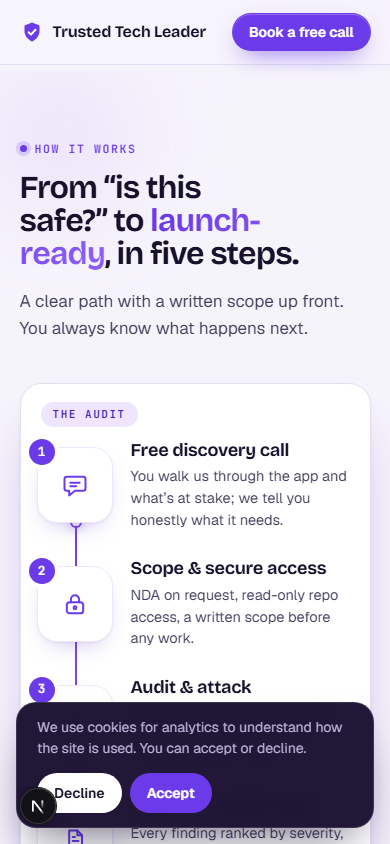 Trusted Tech Leader
Book a free call
HOW IT WORKS
From “is this
safe?” to launch-
ready, in five steps.
A clear path with a written scope up front.
You always know what happens next.
THE AUDIT
1
Free discovery call
You walk us through the app and
what’s at stake; we tell you
honestly what it needs.
2
Scope & secure access
NDA on request, read-only repo
access, a written scope before
any work.
3
Audit & attack
We use cookies for analytics to understand how
the site is used. You can accept or decline.
Decline
Accept
N
Every finding ranked by severity,